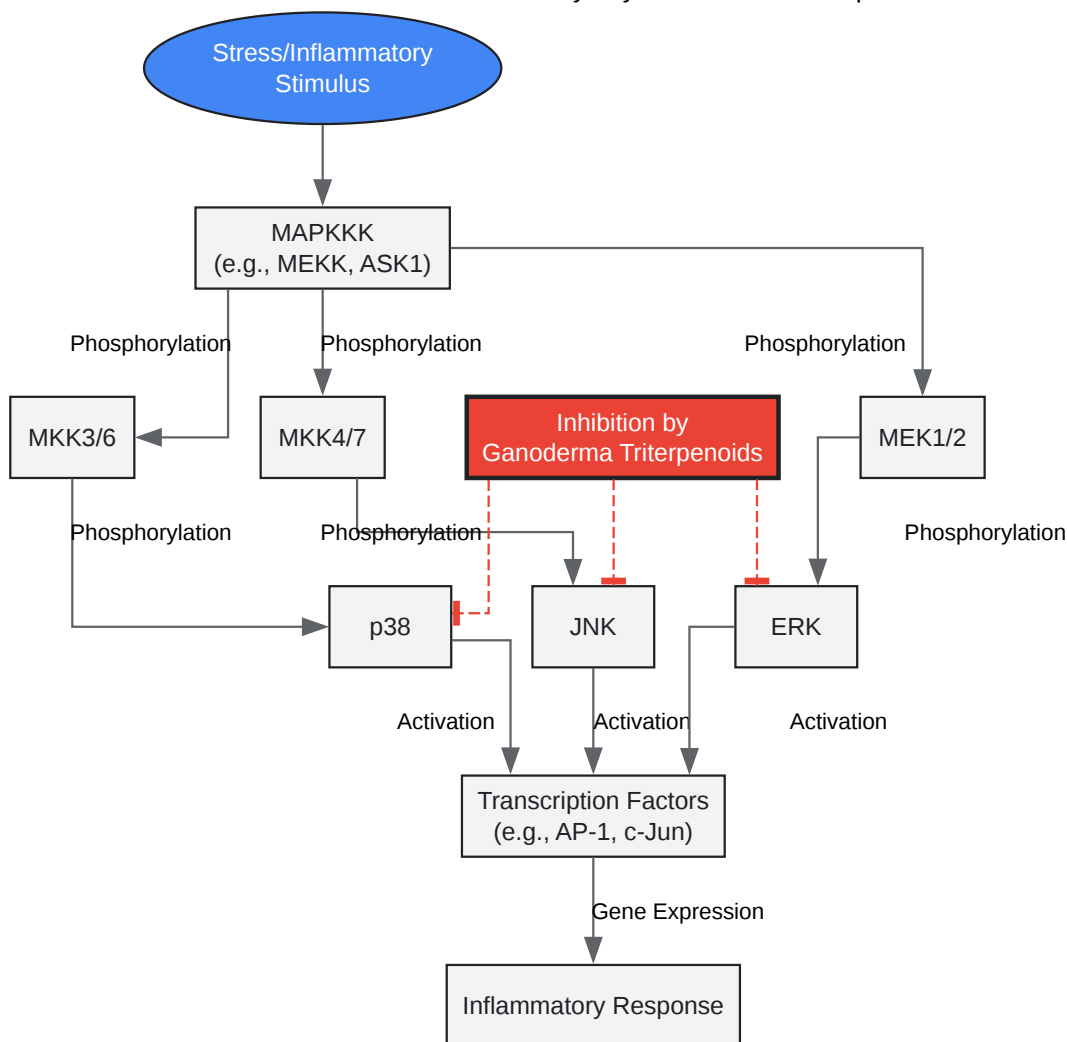 Stress/Inflammatory
Stimulus
MAPKKK
(e.g., MEKK, ASK1)
Phosphorylation
Phosphorylation
Phosphorylation
MKK3/6
MKK4/7
Inhibition by
Ganoderma Triterpenoids
MEK1/2
Phosphorylation
Phosphorylation
Phosphorylation
p38
JNK
ERK
Activation
Activation
Activation
Transcription Factors
(e.g., AP-1, c-Jun)
Gene Expression
Inflammatory Response